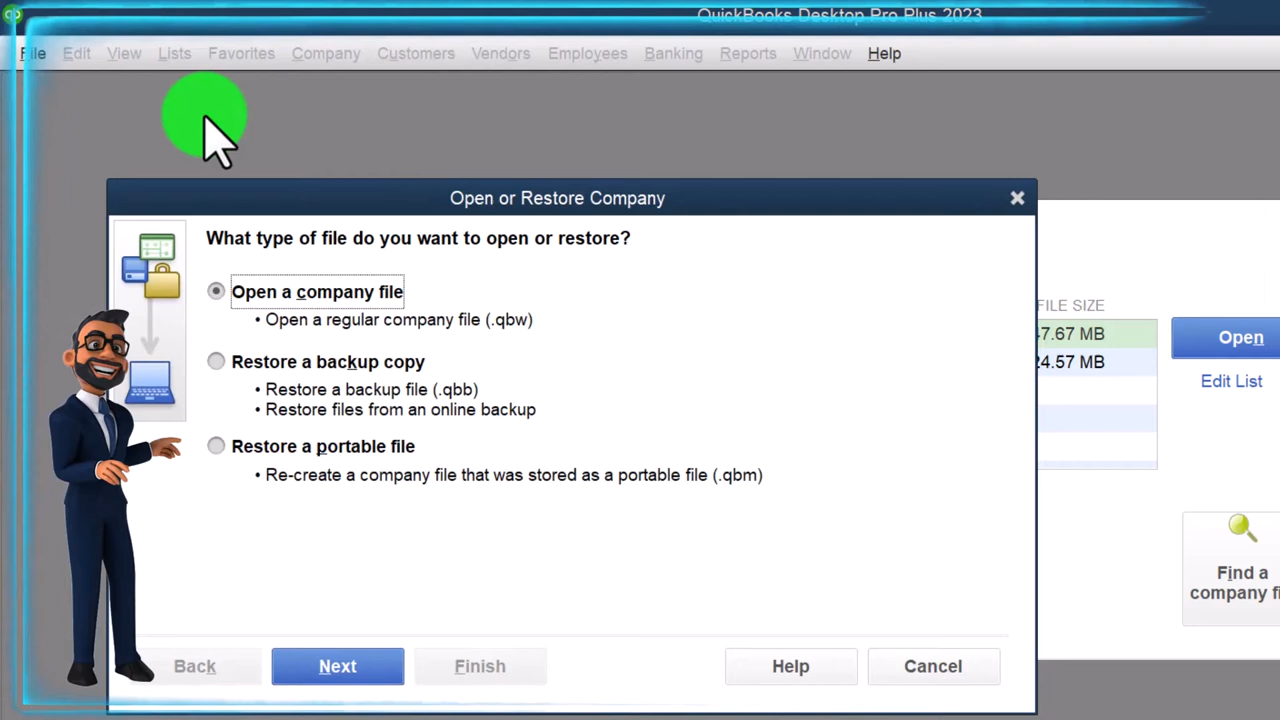 QuickBooks Desktop Pro Plus 2023
File Edit View Lists Favorites Company Customers Vendors Employees Banking Reports Window Help
Open or Restore Company
What type of file do you want to open or restore?
Open a company file
• Open a regular company file (.qbw)
Restore a backup copy
• Restore a backup file (.qbb)
• Restore files from an online backup
Restore a portable file
• Re-create a company file that was stored as a portable file (.qbm)
Back Next Finish Help Cancel
FILE SIZE
47.67 MB
24.57 MB
Open
Edit List
Find a
company fi